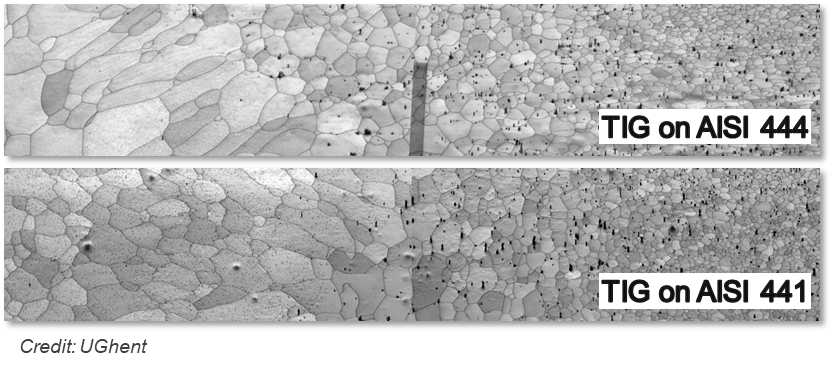 TIG on AISI 444
TIG on AISI 441
Credit: UGhent